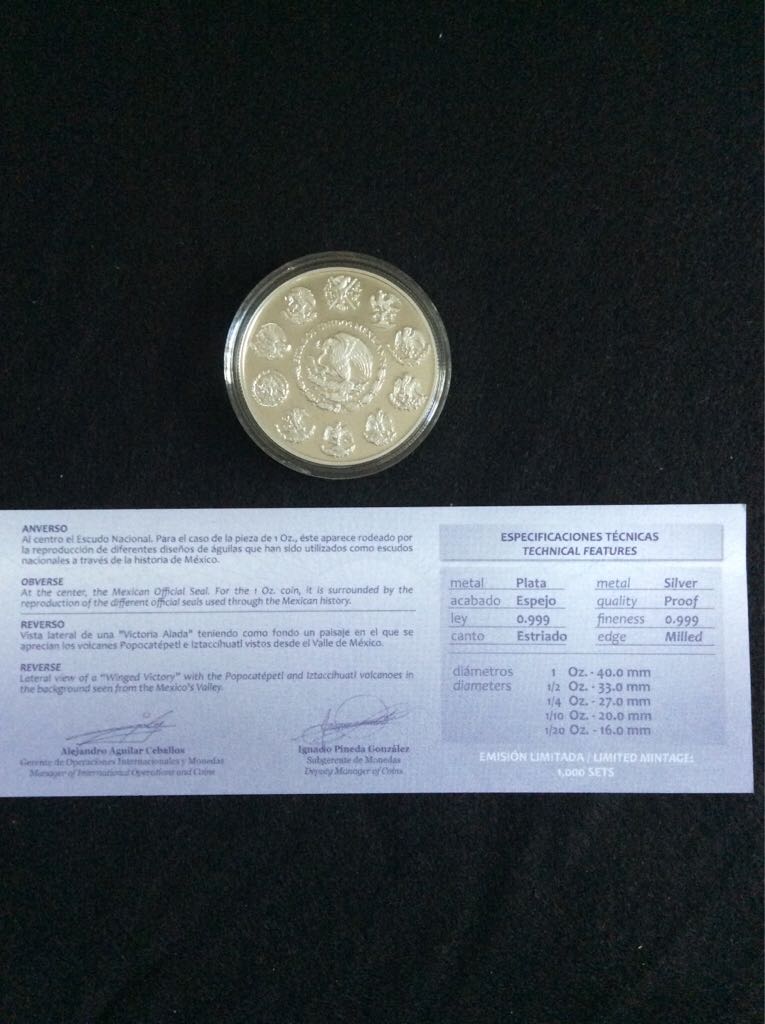 ESTADOS UNIDOS MEXICANOS
ANVERSO
Al centro el Escudo Nacional. Para el caso de la pieza de 1 Oz., éste aparece rodeado por
la reproducción de diferentes diseños de águilas que han sido utilizados como escudos
nacionales a través de la historia de México.
OBVERSE
At the center, the Mexican Official Seal. For the 1 Oz. coin, it is surrounded by the
reproduction of the different official seals used through the Mexican history.
REVERSO
Vista lateral de una "Victoria Alada" teniendo como fondo un paisaje en el que se
aprecian los volcanes Popocatépetl e Iztaccíhuatl vistos desde el Valle de México.
REVERSE
Lateral view of a "Winged Victory" with the Popocatépetl and Iztaccíhuatl volcanoes in
the background seen from the Mexico's Valley.
Alejandro Aguilar Ceballos
Gerente de Operaciones Internacionales y Monedas
Manager of International Operations and Coins
Ignacio Pineda González
Subgerente de Monedas
Deputy Manager of Coins
ESPECIFICACIONES TÉCNICAS
TECHNICAL FEATURES
metal Plata metal Silver
acabado Espejo quality Proof
ley 0.999 fineness 0.999
canto Estriado edge Milled
diámetros 1 Oz. - 40.0 mm
diameters 1/2 Oz. - 33.0 mm
1/4 Oz. - 27.0 mm
1/10 Oz. - 20.0 mm
1/20 Oz. - 16.0 mm
EMISIÓN LIMITADA / LIMITED MINTAGE:
1,000 SETS